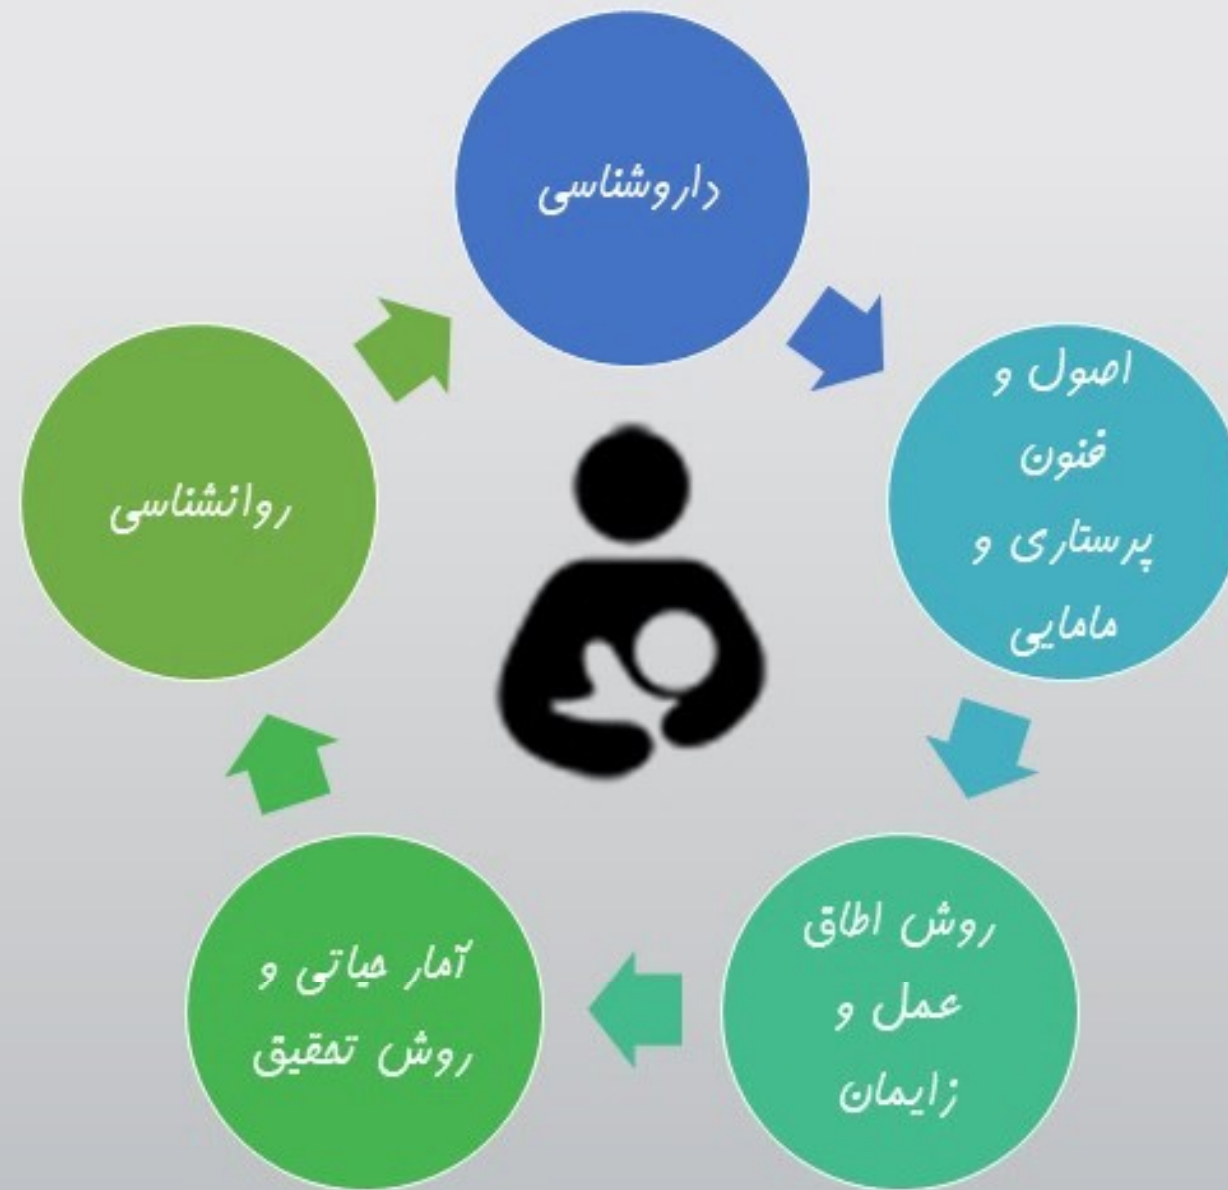 داروشناسی
اصول و
فنون
پرستاری و
مامایی
روش اطاق
عمل و
زایمان
آمار حیاتی و
روش تحقیق
روانشناسی